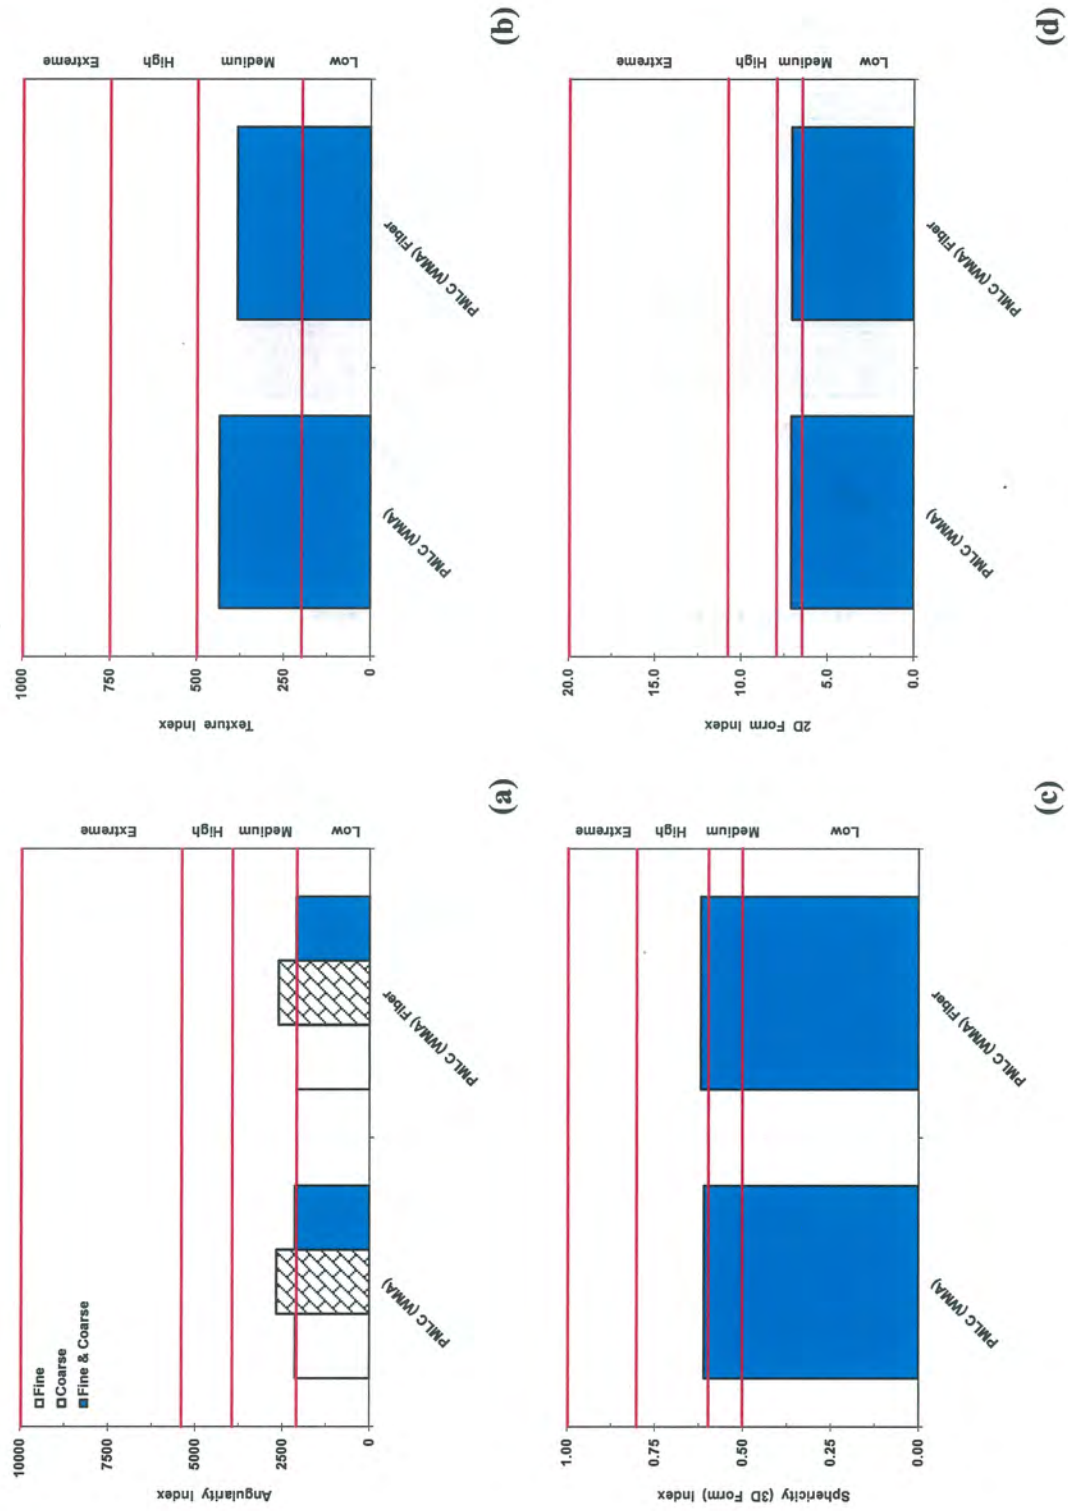 Angularity Index
10000
7500
5000
2500
0
Fine
Coarse
Fine & Coarse
Extreme
High
Medium
Low
PMLC (WMA)
PMLC (WMA) Fiber
(a)
Texture Index
1000
750
500
250
0
Extreme
High
Medium
Low
PMLC (WMA)
PMLC (WMA) Fiber
(b)
Sphericity (3D Form) Index
1.00
0.75
0.50
0.25
0.00
Extreme
High
Medium
Low
PMLC (WMA)
PMLC (WMA) Fiber
(c)
2D Form Index
20.0
15.0
10.0
5.0
0.0
Extreme
High
Medium
Low
PMLC (WMA)
PMLC (WMA) Fiber
(d)